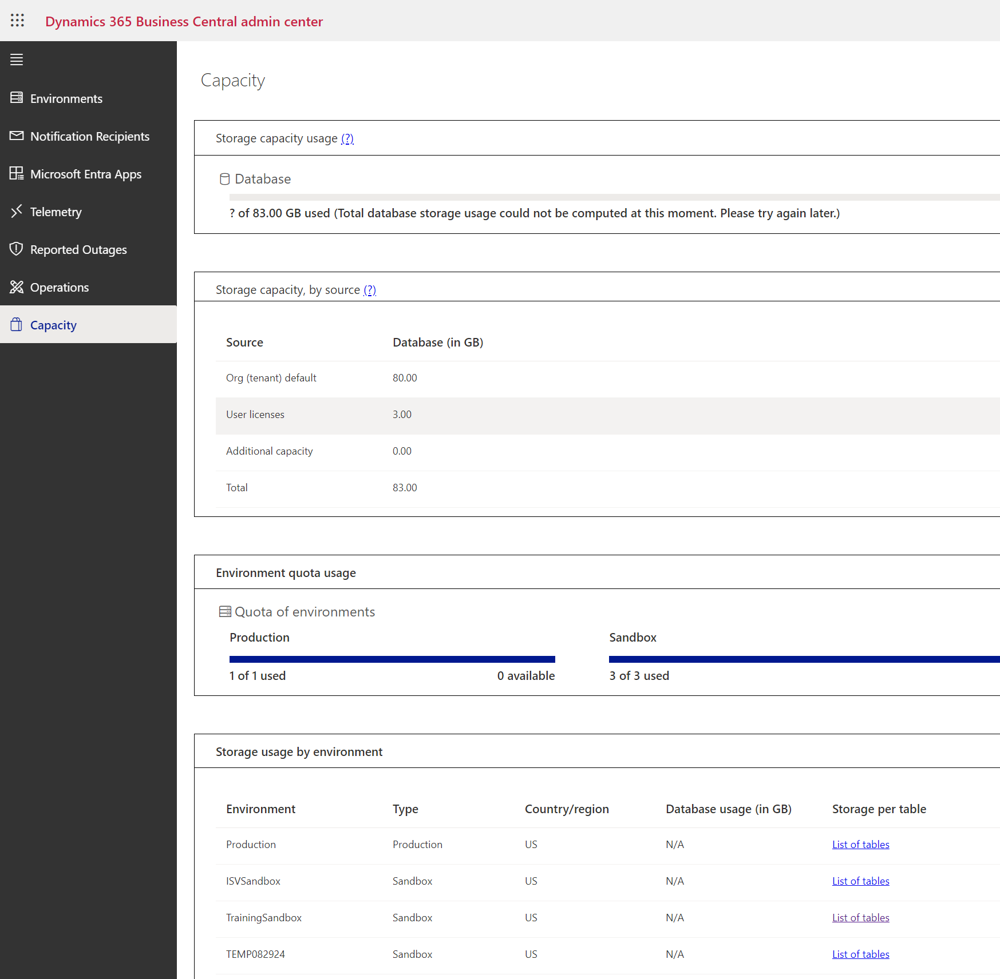 Dynamics 365 Business Central admin center
Environments
Notification Recipients
Microsoft Entra Apps
Telemetry
Reported Outages
Operations
Capacity
Capacity
Storage capacity usage (?)
Database
? of 83.00 GB used (Total database storage usage could not be computed at this moment. Please try again later.)
Storage capacity, by source (?)
Source Database (in GB)
Org (tenant) default 80.00
User licenses 3.00
Additional capacity 0.00
Total 83.00
Environment quota usage
Quota of environments
Production Sandbox
1 of 1 used 0 available 3 of 3 used
Storage usage by environment
Environment Type Country/region Database usage (in GB) Storage per table
Production Production US N/A List of tables
ISVSandbox Sandbox US N/A List of tables
TrainingSandbox Sandbox US N/A List of tables
TEMP082924 Sandbox US N/A List of tables